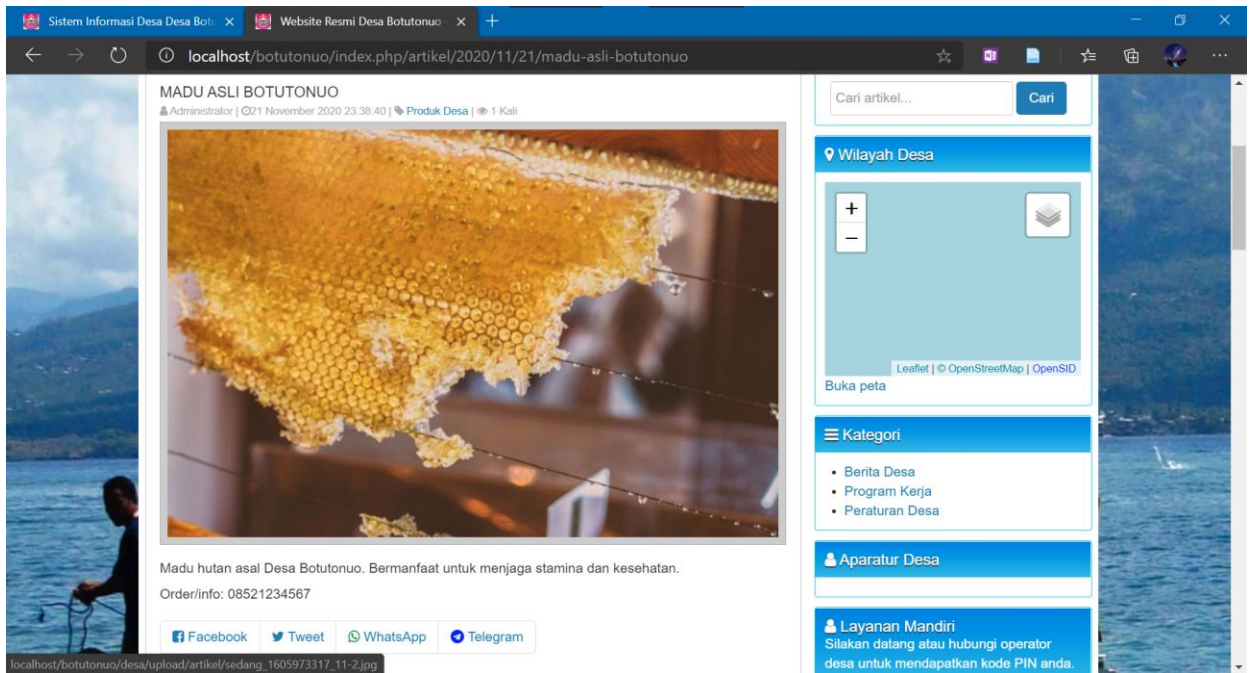 Sistem Informasi Desa Desa Botu
Website Resmi Desa Botutonuo
localhost/botutonuo/index.php/artikel/2020/11/21/madu-asli-botutonuo
MADU ASLI BOTUTONUO
Administrator | 21 November 2020 23:38:40 | Produk Desa | 1 Kali
Madu hutan asal Desa Botutonuo. Bermanfaat untuk menjaga stamina dan kesehatan.
Order/info: 08521234567
Facebook Tweet WhatsApp Telegram
localhost/botutonuo/desa/upload/artikel/sedang_1605973317_11-2.jpg
Cari artikel... Cari
Wilayah Desa
+
−
Leaflet | © OpenStreetMap | OpenSID
Buka peta
Kategori
• Berita Desa
• Program Kerja
• Peraturan Desa
Aparatur Desa
Layanan Mandiri
Silakan datang atau hubungi operator
desa untuk mendapatkan kode PIN anda.